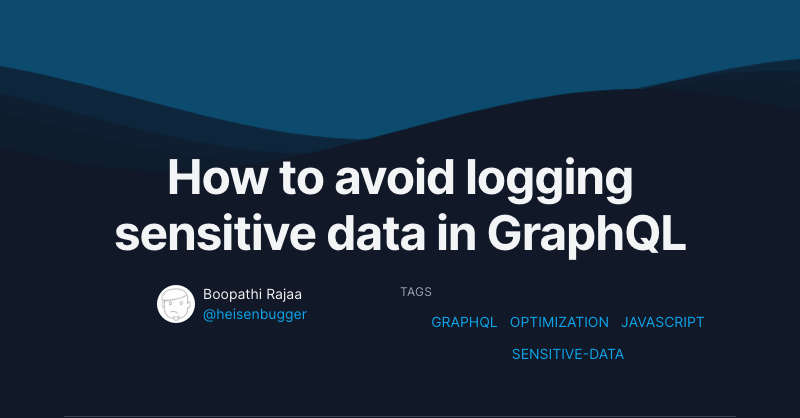 How to avoid logging
sensitive data in GraphQL
Boopathi Rajaa
@heisenbugger
TAGS
GRAPHQL OPTIMIZATION JAVASCRIPT
SENSITIVE-DATA